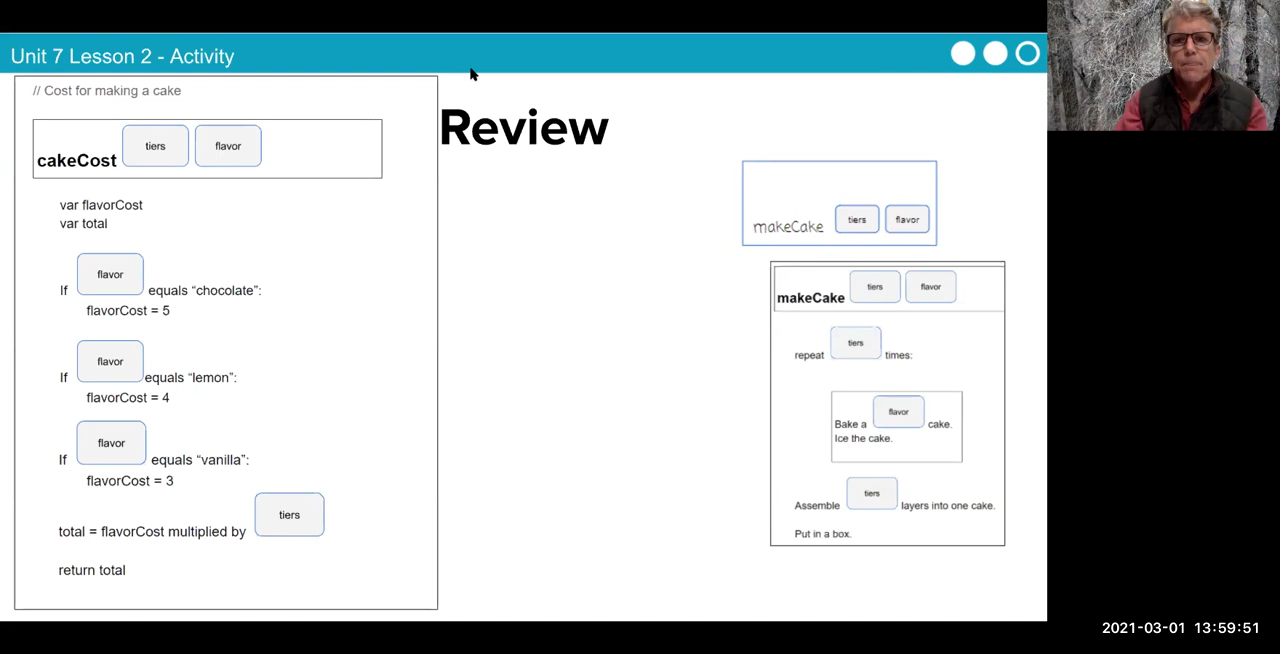 Unit 7 Lesson 2 - Activity
// Cost for making a cake
cakeCost tiers flavor
var flavorCost
var total
If flavor equals “chocolate”:
flavorCost = 5
If flavor equals “lemon”:
flavorCost = 4
If flavor equals “vanilla”:
flavorCost = 3
total = flavorCost multiplied by tiers
return total
Review
makeCake tiers flavor
makeCake tiers flavor
repeat tiers times:
Bake a flavor cake.
Ice the cake.
Assemble tiers layers into one cake.
Put in a box.
2021-03-01 13:59:51